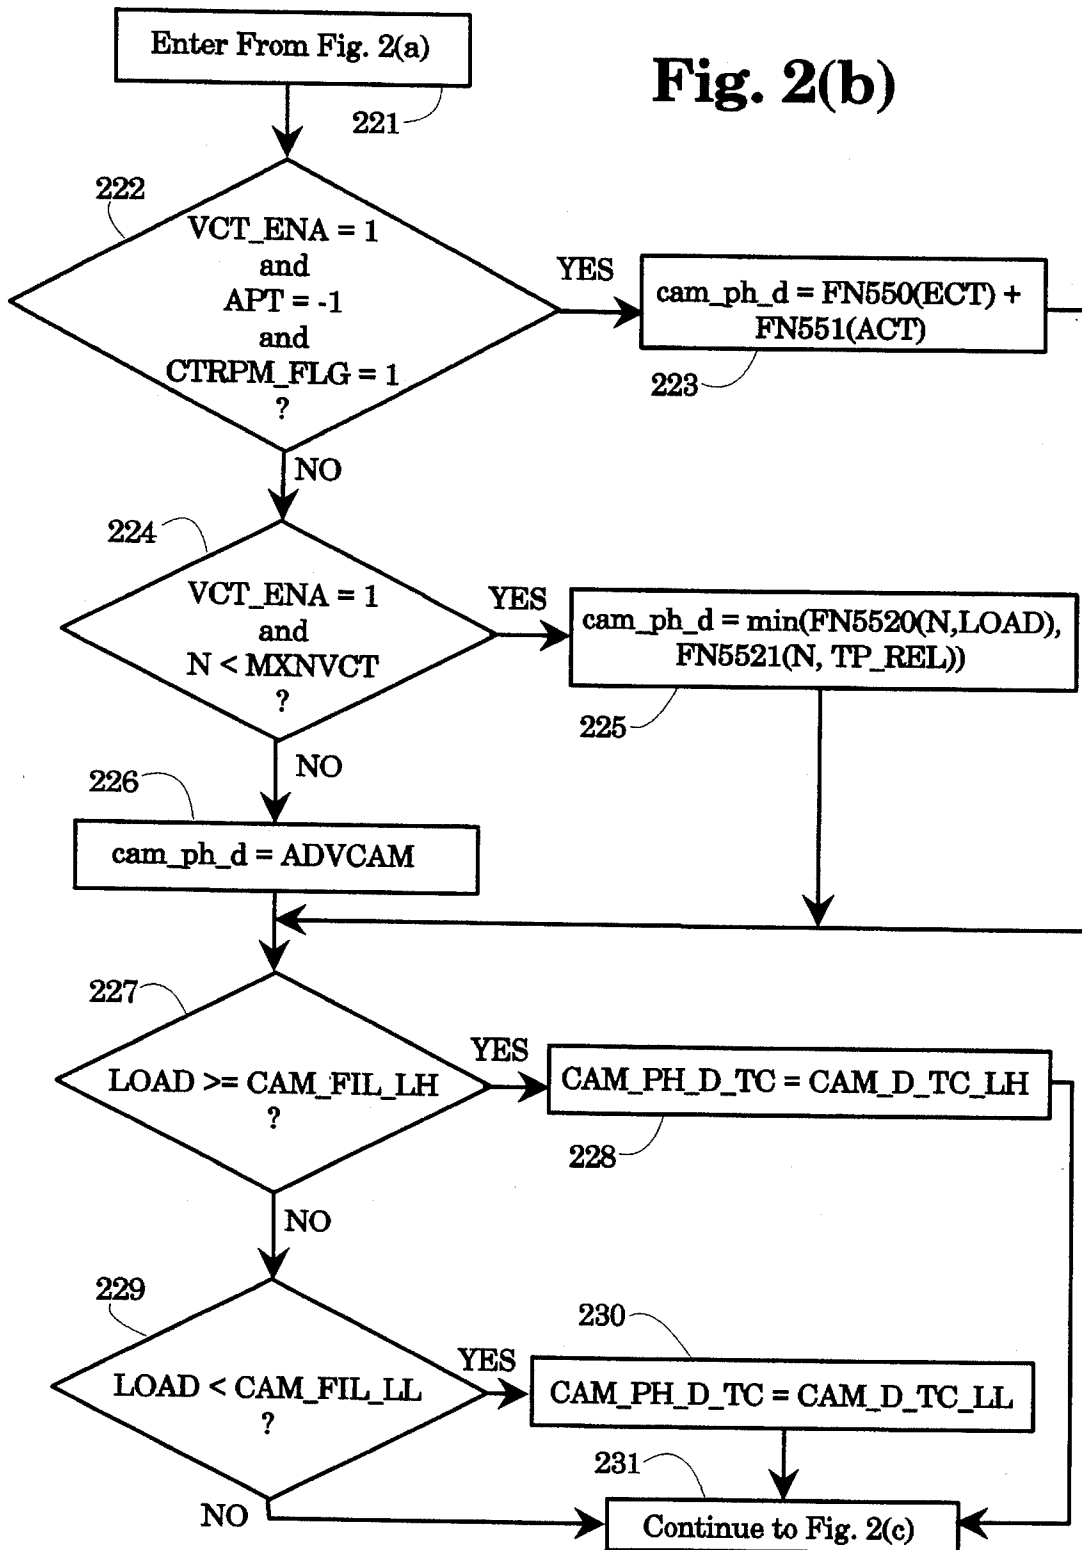 Enter From Fig. 2(a)
Fig. 2(b)
221
222
VCT_ENA = 1
and
APT = -1
and
CTRPM_FLG = 1
?
YES
cam_ph_d = FN550(ECT) +
FN551(ACT)
223
NO
224
VCT_ENA = 1
and
N < MXNVCT
?
YES
cam_ph_d = min(FN5520(N,LOAD),
FN5521(N, TP_REL))
225
NO
226
cam_ph_d = ADVCAM
227
LOAD >= CAM_FIL_LH
?
YES
CAM_PH_D_TC = CAM_D_TC_LH
228
NO
229
LOAD < CAM_FIL_LL
?
YES
230
CAM_PH_D_TC = CAM_D_TC_LL
231
NO
Continue to Fig. 2(c)